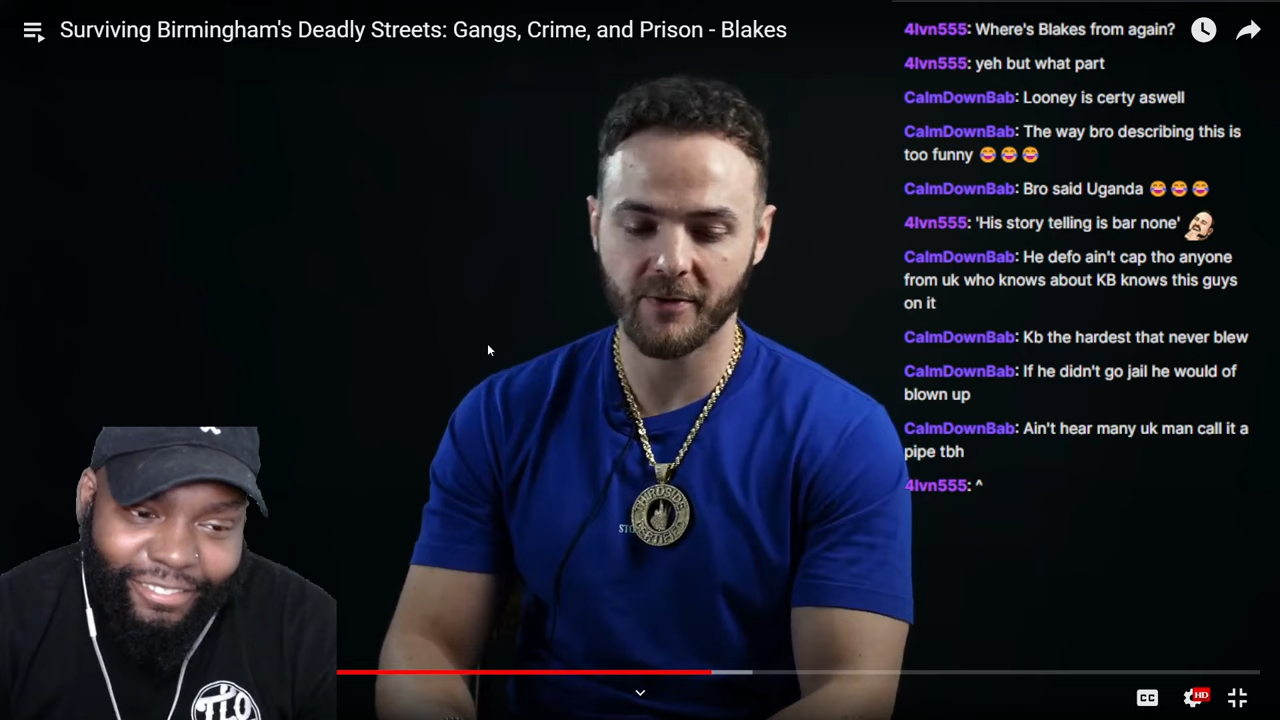 Surviving Birmingham's Deadly Streets: Gangs, Crime, and Prison - Blakes
4lvn555: Where's Blakes from again?
4lvn555: yeh but what part
CalmDownBab: Looney is certy aswell
CalmDownBab: The way bro describing this is
too funny 😂 😂 😂
CalmDownBab: Bro said Uganda 😂 😂 😂
4lvn555: 'His story telling is bar none'
CalmDownBab: He defo ain't cap tho anyone
from uk who knows about KB knows this guys
on it
CalmDownBab: Kb the hardest that never blew
CalmDownBab: If he didn't go jail he would of
blown up
CalmDownBab: Ain't hear many uk man call it a
pipe tbh
4lvn555: ^
TLO
CC
HD